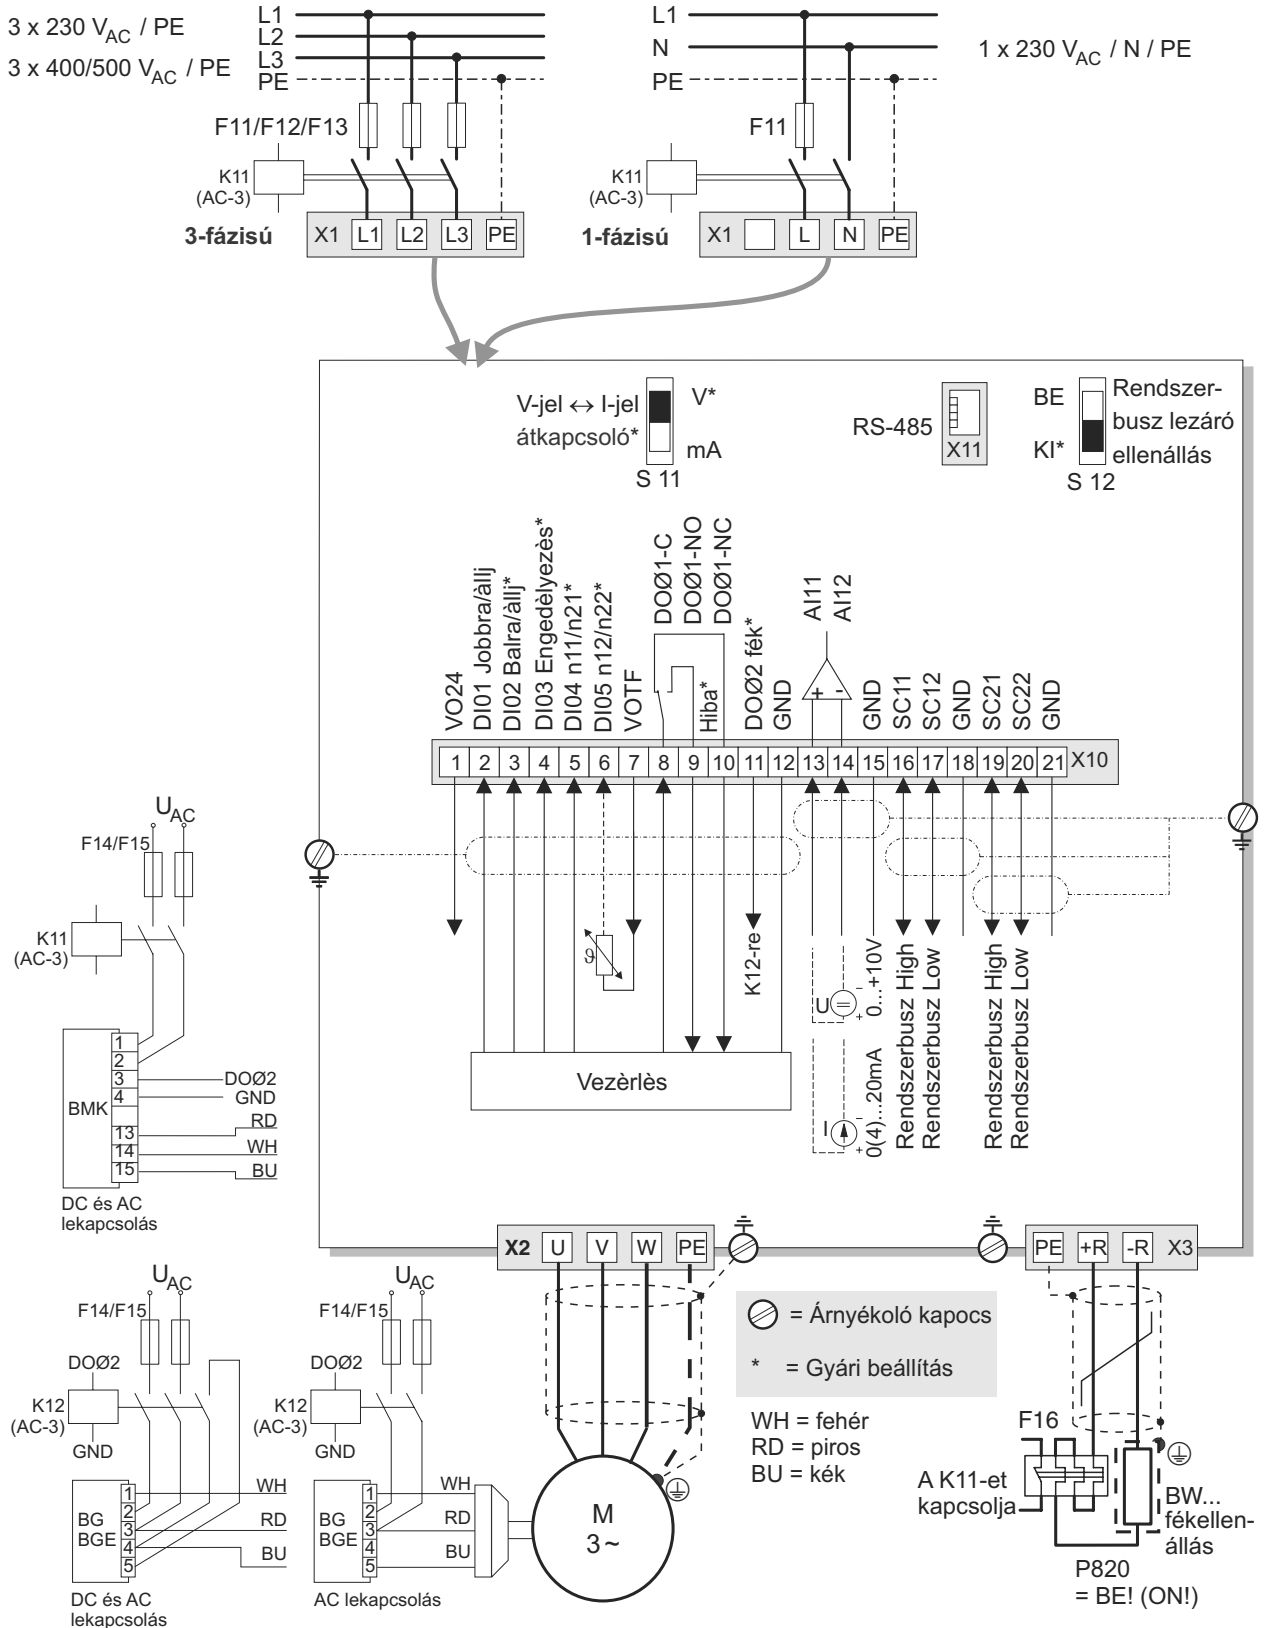 3 x 230 VAC / PE
3 x 400/500 VAC / PE
L1
L2
L3
PE
F11/F12/F13
K11
(AC-3)
3-fázisú
X1 L1 L2 L3 PE
L1
N
PE
1 x 230 VAC / N / PE
F11
K11
(AC-3)
1-fázisú
X1 L N PE
V-jel ↔ I-jel
átkapcsoló*
V*
mA
S 11
RS-485
X11
BE
KI*
S 12
Rendszer-
busz lezáró
ellenállás
VO24
DI01 Jobbra/àllj
DI02 Balra/àllj*
DI03 Engedèlyezès*
DI04 n11/n21*
DI05 n12/n22*
VOTF
DOØ1-C
DOØ1-NO
Hiba*
DOØ1-NC
DOØ2 fék*
GND
AI11
AI12
+ -
GND
SC11
SC12
GND
SC21
SC22
GND
1 2 3 4 5 6 7 8 9 10 11 12 13 14 15 16 17 18 19 20 21 X10
ϑ
K12-re
U = - + 0...+10V
I - + 0(4)...20mA
Rendszerbusz High
Rendszerbusz Low
Rendszerbusz High
Rendszerbusz Low
Vezèrlès
UAC
F14/F15
K11
(AC-3)
BMK
1
2
3
4
13
14
15
DOØ2
GND
RD
WH
BU
DC és AC
lekapcsolás
X2 U V W PE
PE +R -R X3
UAC
F14/F15
DOØ2
K12
(AC-3)
GND
BG
BGE
1
2
3
4
5
WH
RD
BU
DC és AC
lekapcsolás
UAC
F14/F15
DOØ2
K12
(AC-3)
GND
BG
BGE
1
2
3
4
5
WH
RD
BU
AC lekapcsolás
M
3 ~
= Árnyékoló kapocs
* = Gyári beállítás
WH = fehér
RD = piros
BU = kék
F16
A K11-et
kapcsolja
BW...
fékellen-
állás
P820
= BE! (ON!)